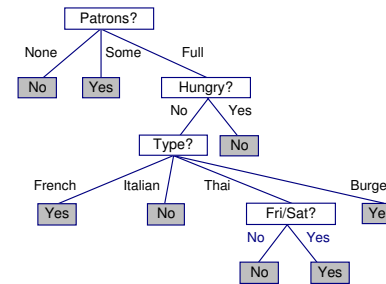 Patrons?
None Some Full
No Yes Hungry?
No Yes
Type? No
French Italian Thai Burge
Yes No Fri/Sat? Ye
No Yes
No Yes